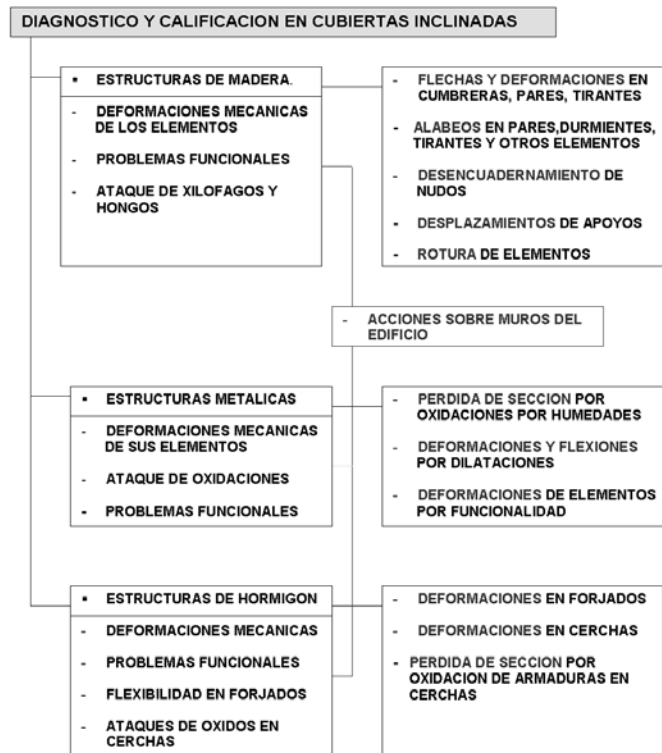 DIAGNOSTICO Y CALIFICACION EN CUBIERTAS INCLINADAS
▪ ESTRUCTURAS DE MADERA.
- DEFORMACIONES MECANICAS
DE LOS ELEMENTOS
- PROBLEMAS FUNCIONALES
- ATAQUE DE XILOFAGOS Y
HONGOS
- FLECHAS Y DEFORMACIONES EN
CUMBRERAS, PARES, TIRANTES
- ALABEOS EN PARES,DURMIENTES,
TIRANTES Y OTROS ELEMENTOS
- DESENCUADERNAMIENTO DE
NUDOS
- DESPLAZAMIENTOS DE APOYOS
- ROTURA DE ELEMENTOS
- ACCIONES SOBRE MUROS DEL
EDIFICIO
▪ ESTRUCTURAS METALICAS
- DEFORMACIONES MECANICAS
DE SUS ELEMENTOS
- ATAQUE DE OXIDACIONES
- PROBLEMAS FUNCIONALES
- PERDIDA DE SECCION POR
OXIDACIONES POR HUMEDADES
- DEFORMACIONES Y FLEXIONES
POR DILATACIONES
- DEFORMACIONES DE ELEMENTOS
POR FUNCIONALIDAD
▪ ESTRUCTURAS DE HORMIGON
- DEFORMACIONES MECANICAS
- PROBLEMAS FUNCIONALES
- FLEXIBILIDAD EN FORJADOS
- ATAQUES DE OXIDOS EN
CERCHAS
- DEFORMACIONES EN FORJADOS
- DEFORMACIONES EN CERCHAS
- PERDIDA DE SECCION POR
OXIDACION DE ARMADURAS EN
CERCHAS